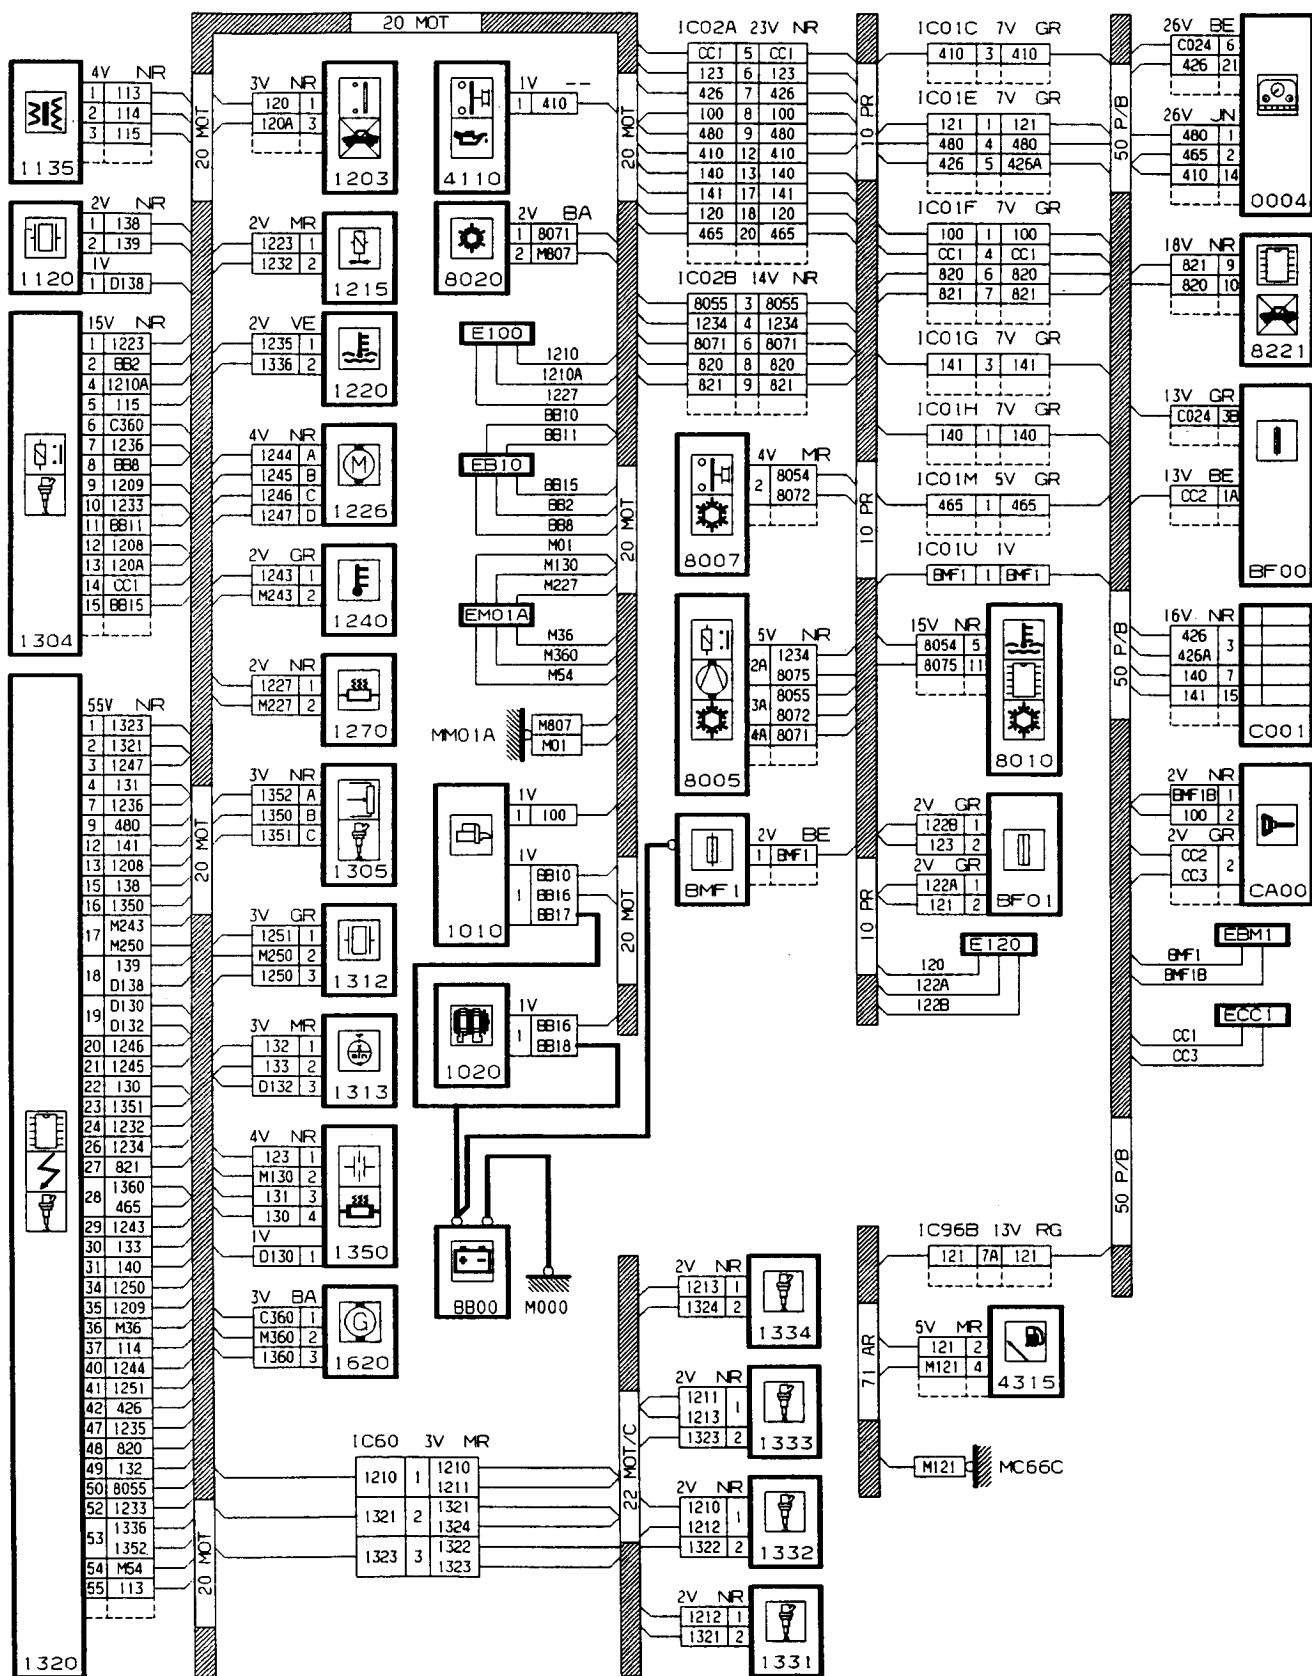 20 MOT
4V NR
1 113
2 114
3 115
1135
2V NR
1 138
2 139
1V
1 D138
1120
15V NR
1 1223
2 BB2
4 1210A
5 115
6 C360
7 1236
8 BB8
9 1209
10 1233
11 BB11
12 1208
13 120A
14 CC1
15 BB15
1304
55V NR
1 1323
2 1321
3 1247
4 131
7 1236
9 480
12 141
13 1208
15 138
16 1350
17 M243
M250
18 139
D138
19 D130
D132
20 1246
21 1245
22 130
23 1351
24 1232
26 1234
27 821
28 1360
465
29 1243
30 133
31 140
34 1250
35 1209
36 M36
37 114
40 1244
41 1251
42 426
47 1235
48 820
49 132
50 8055
52 1233
53 1336
1352
54 M54
55 113
1320
20 MOT
20 MOT
20 MOT
3V NR
120 1
120A 3
1203
2V MR
1223 1
1232 2
1215
2V VE
1235 1
1336 2
1220
4V NR
1244 A
1245 B
1246 C
1247 D
M
1226
2V GR
1243 1
M243 2
1240
2V NR
1227 1
M227 2
1270
3V NR
1352 A
1350 B
1351 C
1305
3V GR
1251 1
M250 2
1250 3
1312
3V MR
132 1
133 2
D132 3
min
1313
4V NR
123 1
M130 2
131 3
130 4
1V
D130 1
1350
3V BA
C360 1
M360 2
1360 3
G
1620
IC60 3V MR
1210 1 1210
1211
1321 2 1321
1324
1323 3 1322
1323
1V --
1 410
4110
2V BA
1 8071
2 M807
8020
E100
1210
1210A
1227
BB10
BB11
EB10
BB15
BB2
BB8
M01
M130
M227
EM01A
M36
M360
M54
MM01A
M807
M01
1V
1 100
1V
1 BB10
BB16
BB17
1010
1V
1 BB16
BB18
1020
+ -
BB00
M000
20 MOT
20 MOT
20 MOT
22 MOT/C
IC02A 23V NR
CC1 5 CC1
123 6 123
426 7 426
100 8 100
480 9 480
410 12 410
140 13 140
141 17 141
120 18 120
465 20 465
IC02B 14V NR
8055 3 8055
1234 4 1234
8071 6 8071
820 8 820
821 9 821
4V MR
2 8054
8072
8007
5V NR
2A 1234
8075
3A 8055
8072
4A 8071
8005
2V BE
1 BMF1
BMF1
2V NR
1213 1
1324 2
1334
2V NR
1211 1
1213
1323 2
1333
2V NR
1210 1
1212
1322 2
1332
2V NR
1212 1
1321 2
1331
10 PR
10 PR
10 PR
71 AR
IC01C 7V GR
410 3 410
IC01E 7V GR
121 1 121
480 4 480
426 5 426A
IC01F 7V GR
100 1 100
CC1 4 CC1
820 6 820
821 7 821
IC01G 7V GR
141 3 141
IC01H 7V GR
140 1 140
IC01M 5V GR
465 1 465
IC01U 1V
BMF1 1 BMF1
15V NR
8054 5
8075 11
8010
2V GR
122B 1
123 2
2V GR
122A 1
121 2
BF01
E120
120
122A
122B
IC96B 13V RG
121 7A 121
5V MR
121 2
M121 4
4315
M121
MC66C
50 P/B
50 P/B
50 P/B
26V BE
C024 6
426 21
26V JN
480 1
465 2
410 14
0004
18V NR
821 9
820 10
8221
13V GR
C024 3B
13V BE
CC2 1A
BF00
16V NR
426 3
426A
140 7
141 15
C001
2V NR
BMF1B 1
100 2
2V GR
CC2 2
CC3
CA00
EBM1
BMF1
BMF1B
ECC1
CC1
CC3